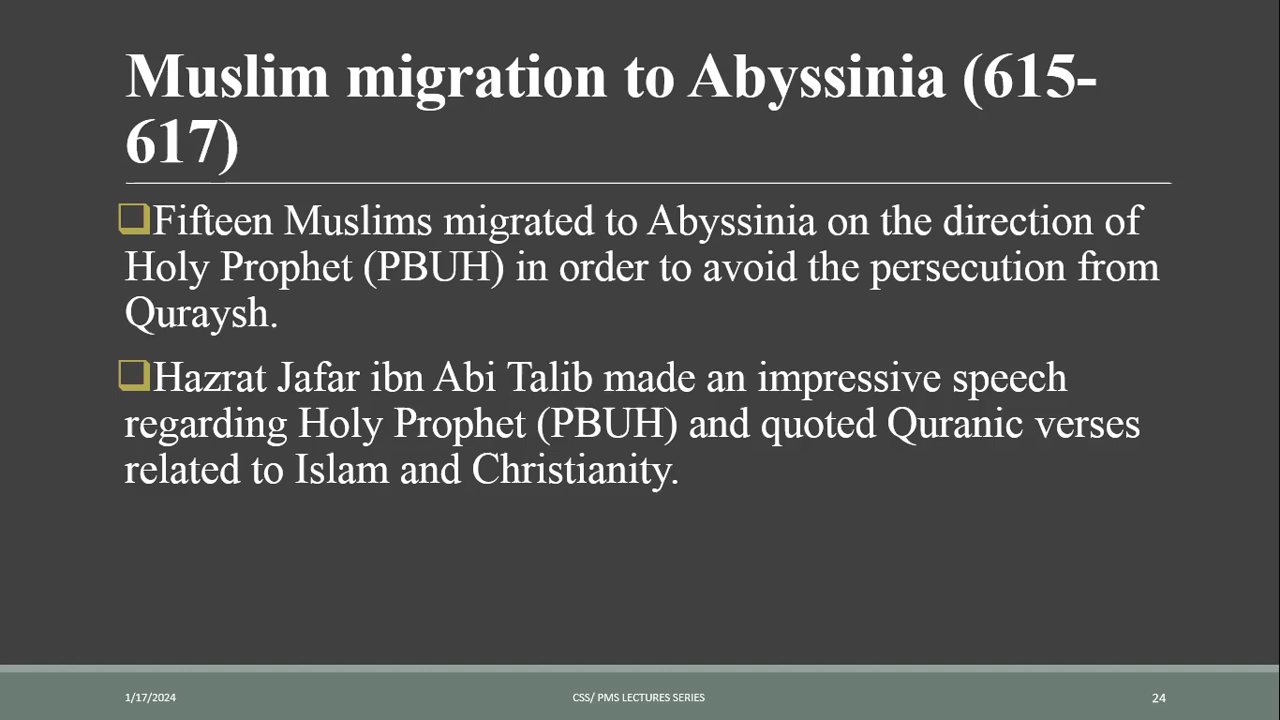 Muslim migration to Abyssinia (615-
617)
Fifteen Muslims migrated to Abyssinia on the direction of
Holy Prophet (PBUH) in order to avoid the persecution from
Quraysh.
Hazrat Jafar ibn Abi Talib made an impressive speech
regarding Holy Prophet (PBUH) and quoted Quranic verses
related to Islam and Christianity.
1/17/2024
CSS/ PMS LECTURES SERIES
24